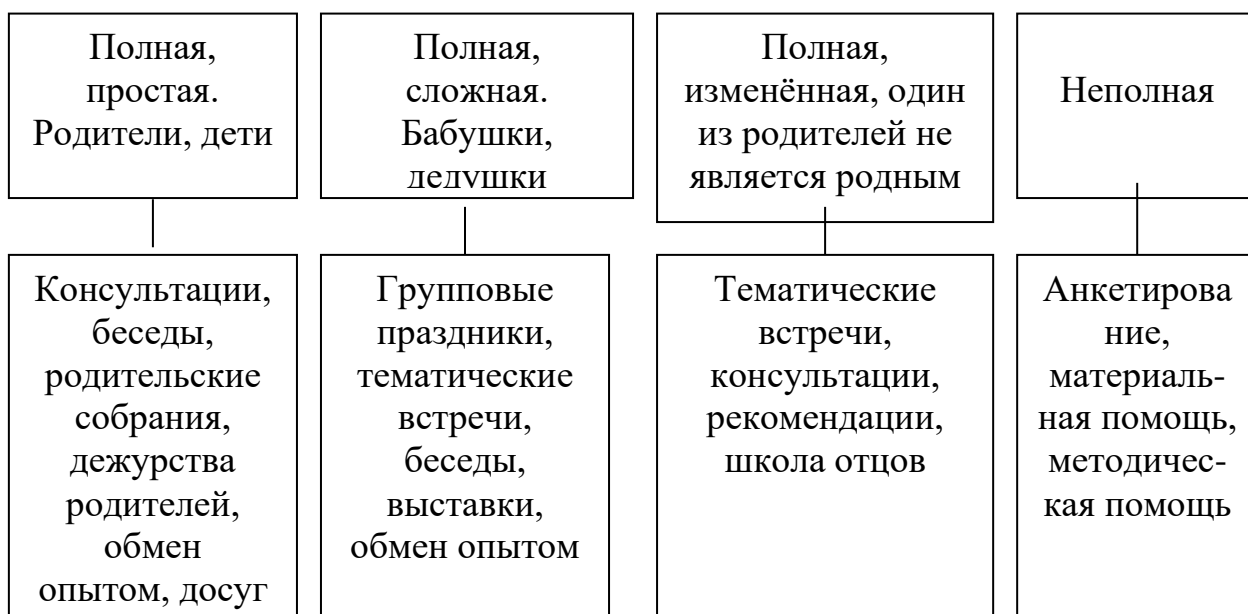 Полная,
простая.
Родители, дети
Полная,
сложная.
Бабушки,
дедушки
Полная,
изменённая, один
из родителей не
является родным
Неполная
Консультации,
беседы,
родительские
собрания,
дежурства
родителей,
обмен
опытом, досуг
Групповые
праздники,
тематические
встречи,
беседы,
выставки,
обмен опытом
Тематические
встречи,
консультации,
рекомендации,
школа отцов
Анкетирова
ние,
материаль-
ная помощь,
методичес-
кая помощь